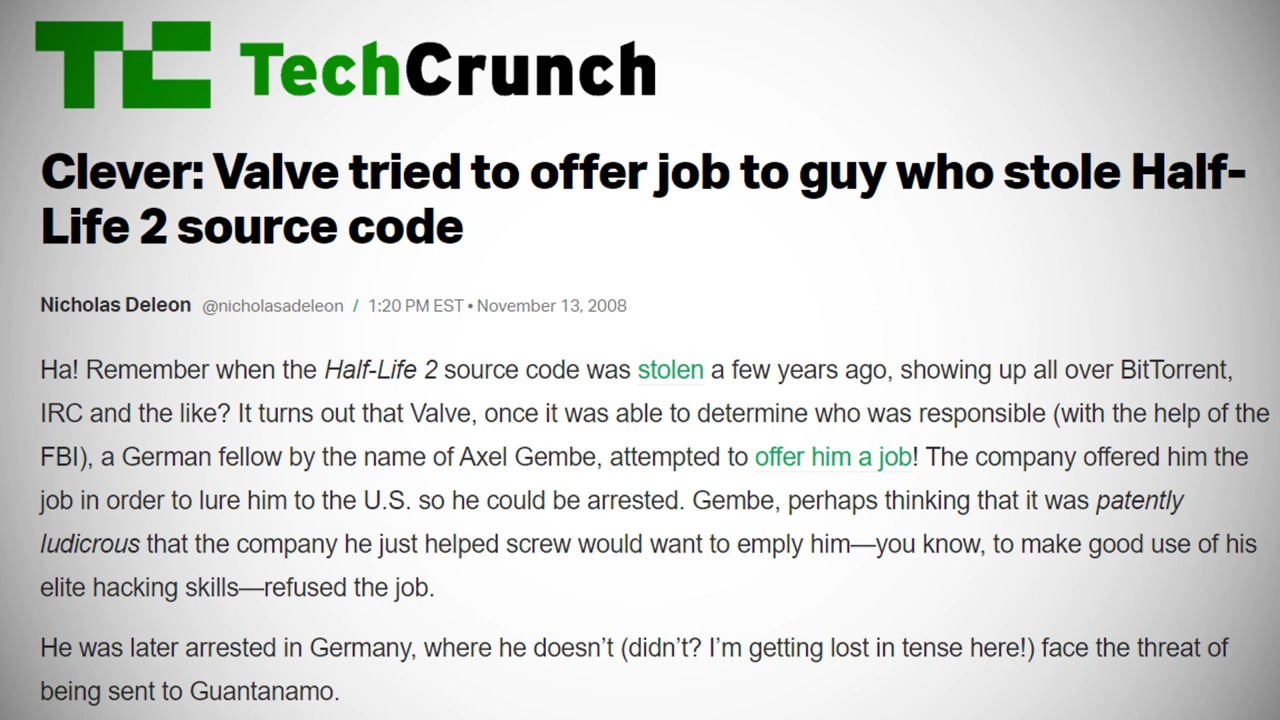 TC TechCrunch
Clever: Valve tried to offer job to guy who stole Half-
Life 2 source code
Nicholas Deleon @nicholasadeleon / 1:20 PM EST • November 13, 2008
Ha! Remember when the Half-Life 2 source code was stolen a few years ago, showing up all over BitTorrent,
IRC and the like? It turns out that Valve, once it was able to determine who was responsible (with the help of the
FBI), a German fellow by the name of Axel Gembe, attempted to offer him a job! The company offered him the
job in order to lure him to the U.S. so he could be arrested. Gembe, perhaps thinking that it was patently
ludicrous that the company he just helped screw would want to emply him—you know, to make good use of his
elite hacking skills—refused the job.
He was later arrested in Germany, where he doesn’t (didn’t? I’m getting lost in tense here!) face the threat of
being sent to Guantanamo.